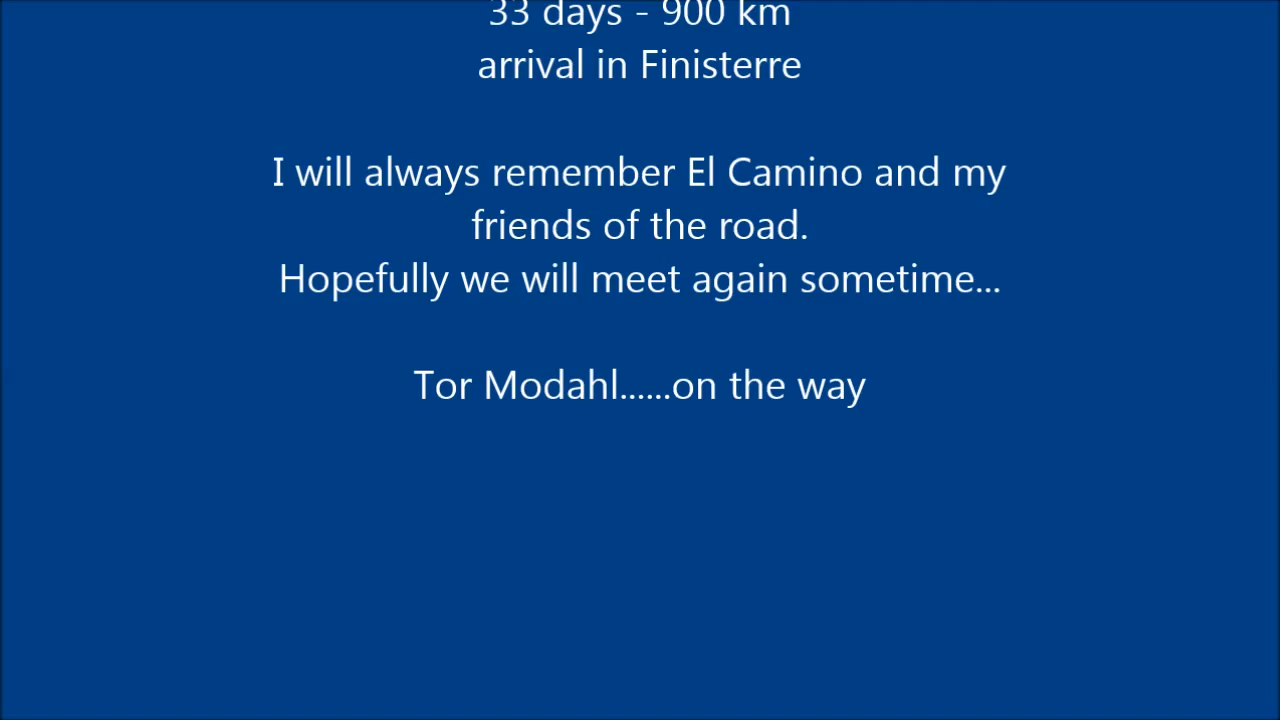 33 days - 900 km
arrival in Finisterre
I will always remember El Camino and my
friends of the road.
Hopefully we will meet again sometime...
Tor Modahl......on the way